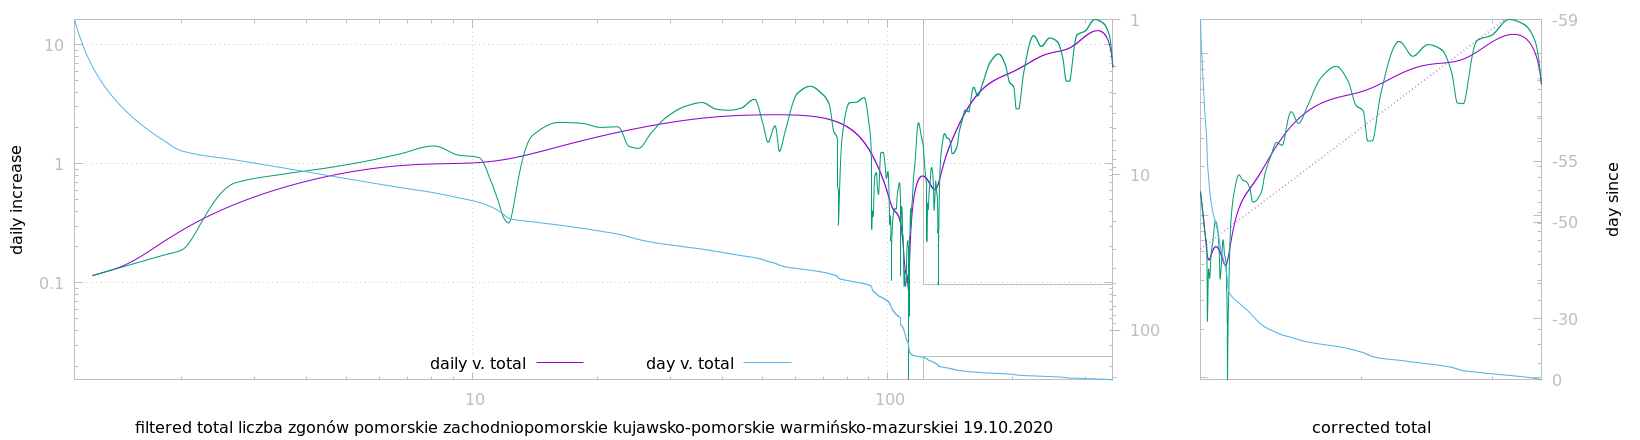 10
1
0.1
daily increase
1
10
100
-59
-55
-50
-30
0
day since
daily v. total
day v. total
10
100
filtered total liczba zgonów pomorskie zachodniopomorskie kujawsko-pomorskie warmińsko-mazurskiei 19.10.2020
corrected total